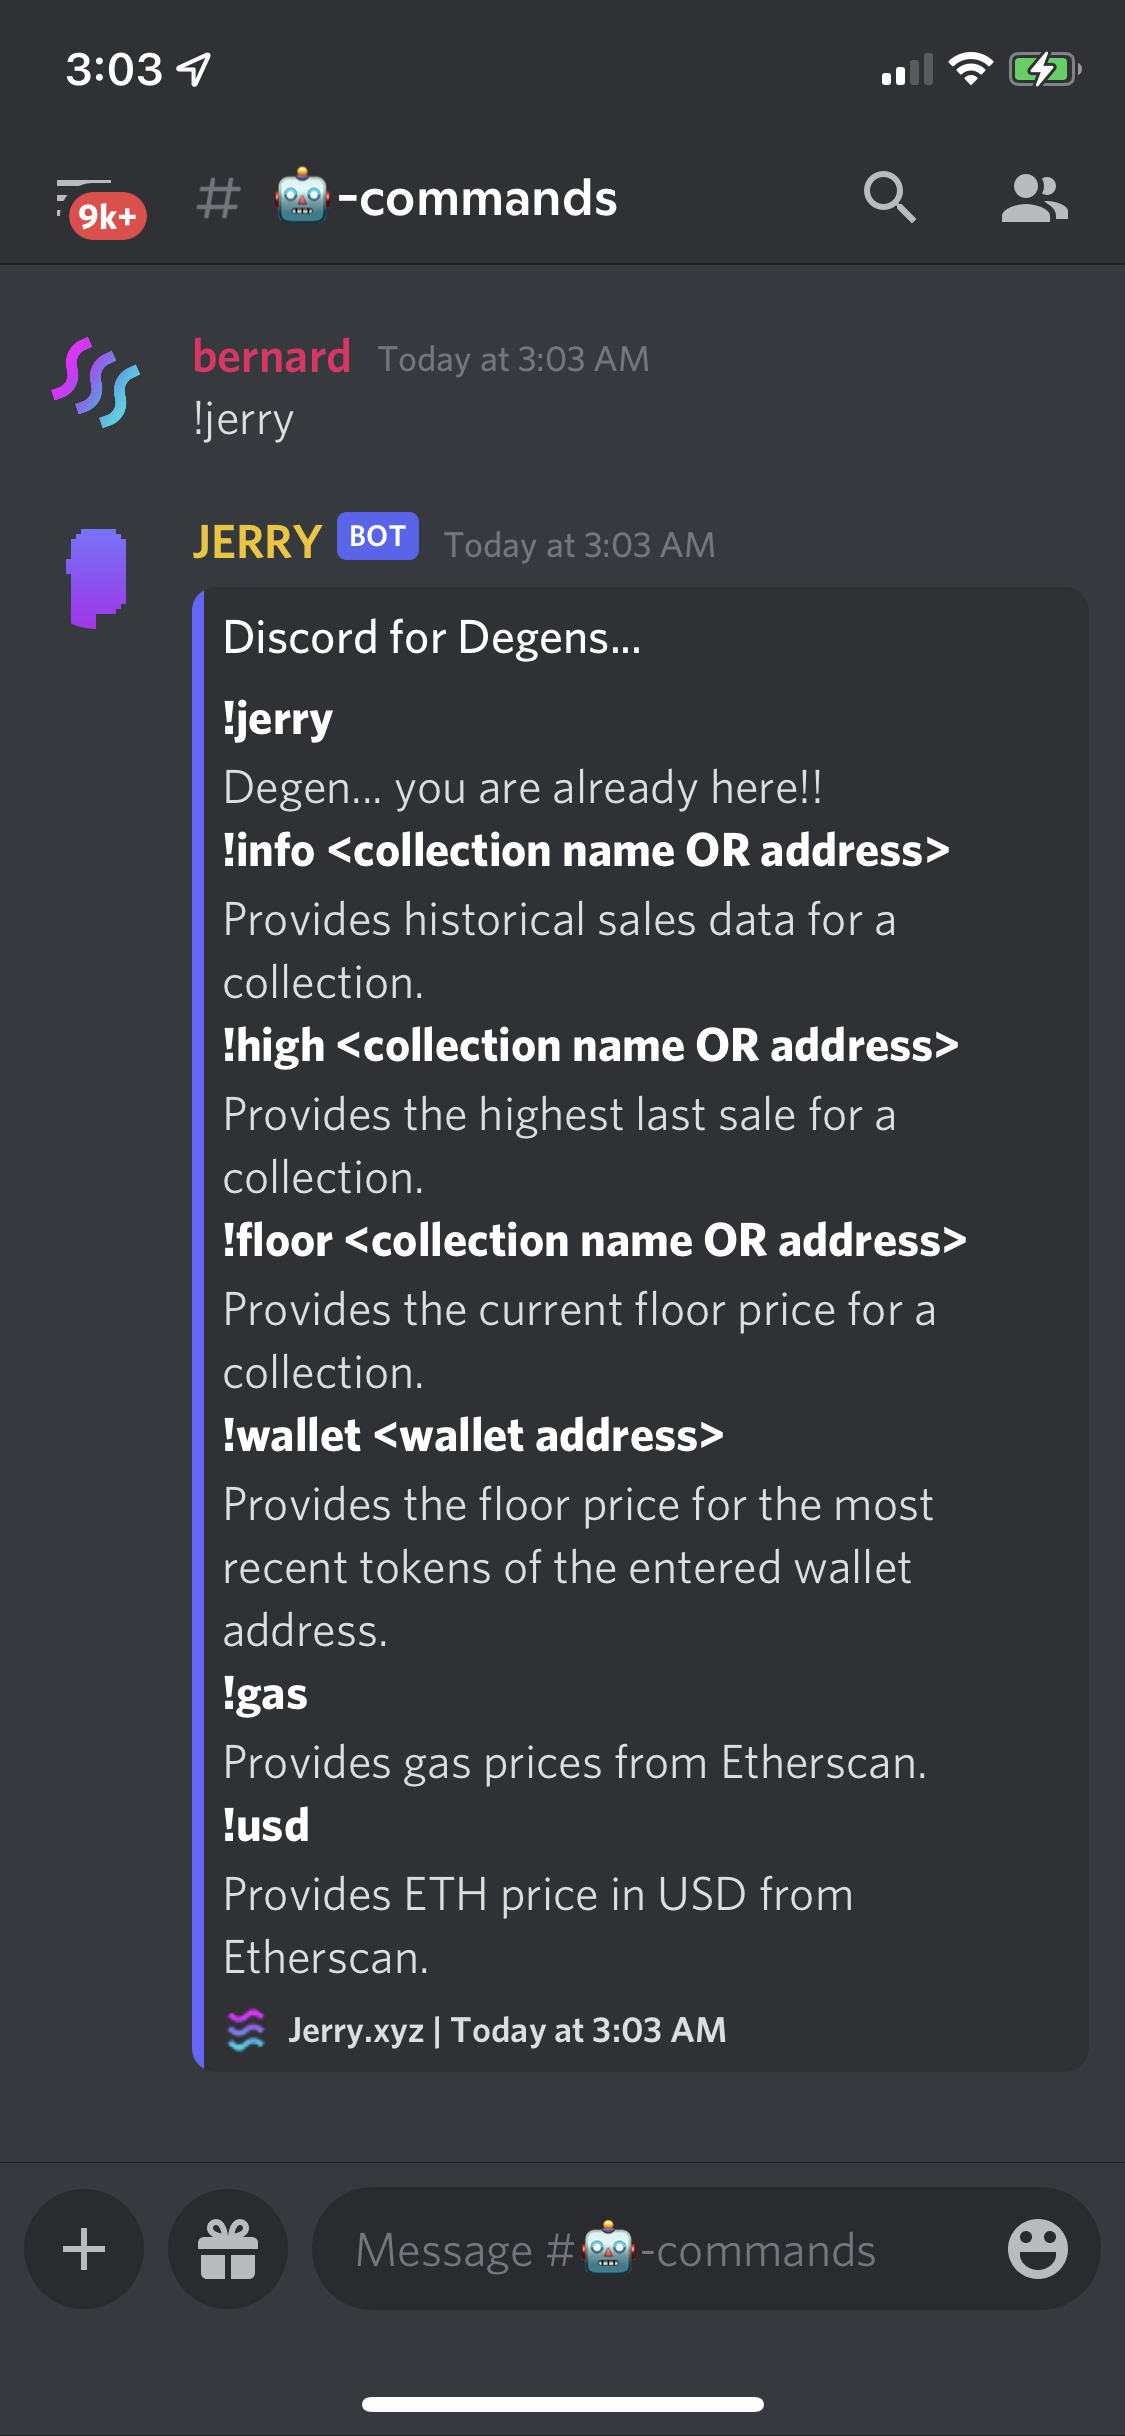 3:03
9k+
# 🤖-commands
bernard Today at 3:03 AM
!jerry
JERRY BOT Today at 3:03 AM
Discord for Degens...
!jerry
Degen... you are already here!!
!info <collection name OR address>
Provides historical sales data for a
collection.
!high <collection name OR address>
Provides the highest last sale for a
collection.
!floor <collection name OR address>
Provides the current floor price for a
collection.
!wallet <wallet address>
Provides the floor price for the most
recent tokens of the entered wallet
address.
!gas
Provides gas prices from Etherscan.
!usd
Provides ETH price in USD from
Etherscan.
Jerry.xyz | Today at 3:03 AM
Message #🤖-commands